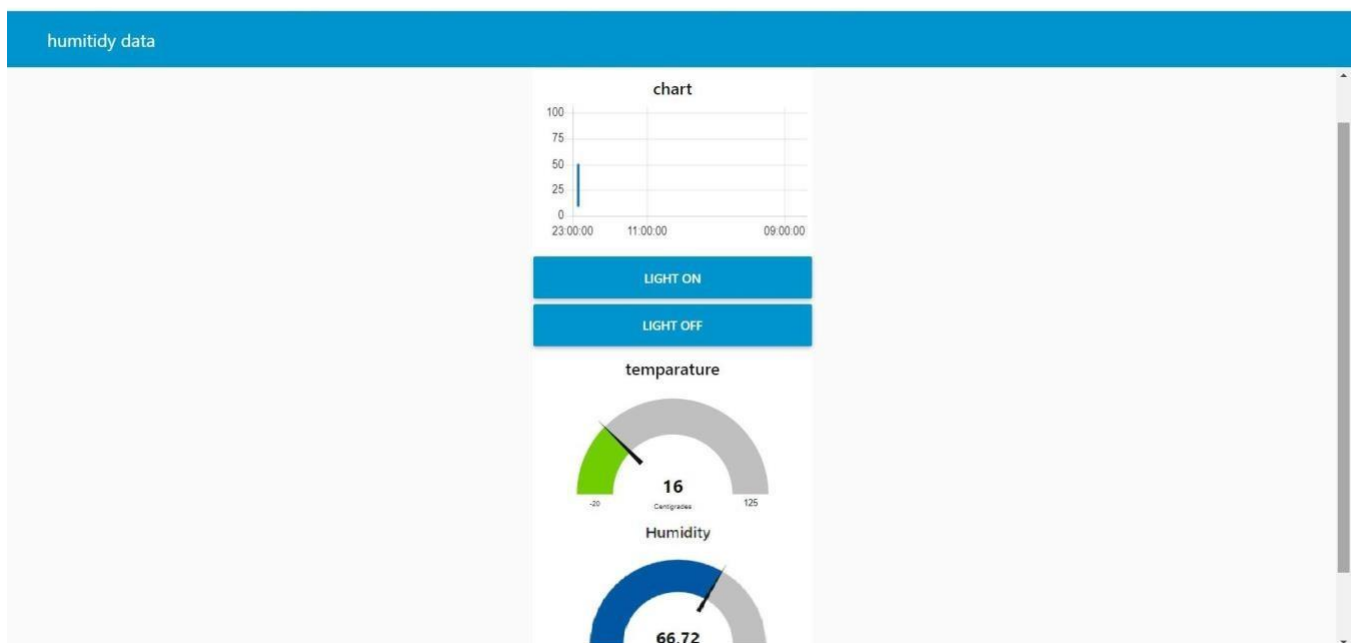 humitidy data
chart
100
75
50
25
0
23:00:00 11:00:00 09:00:00
LIGHT ON
LIGHT OFF
temparature
16
-20 Centigrades 125
Humidity
66.72